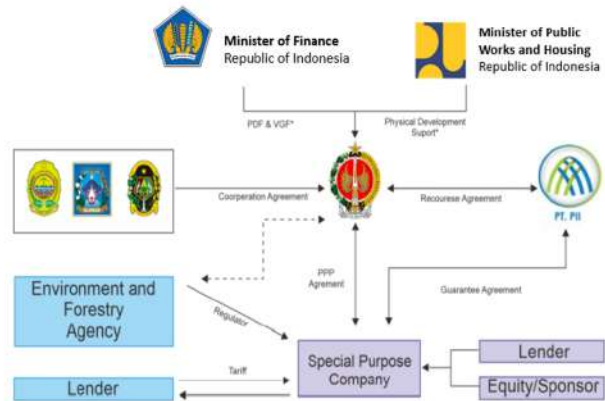 Minister of Finance
Republic of Indonesia
Minister of Public
Works and Housing
Republic of Indonesia
PDF & VGF*
Physical Development
Suport*
Coorperation Agreement
Recourese Agreement
PT. PII
PPP
Agrement
Guarantee Agreement
Environment and
Forestry
Agency
Regulator
Lender
Tariff
Special Purpose
Company
Lender
Equity/Sponsor